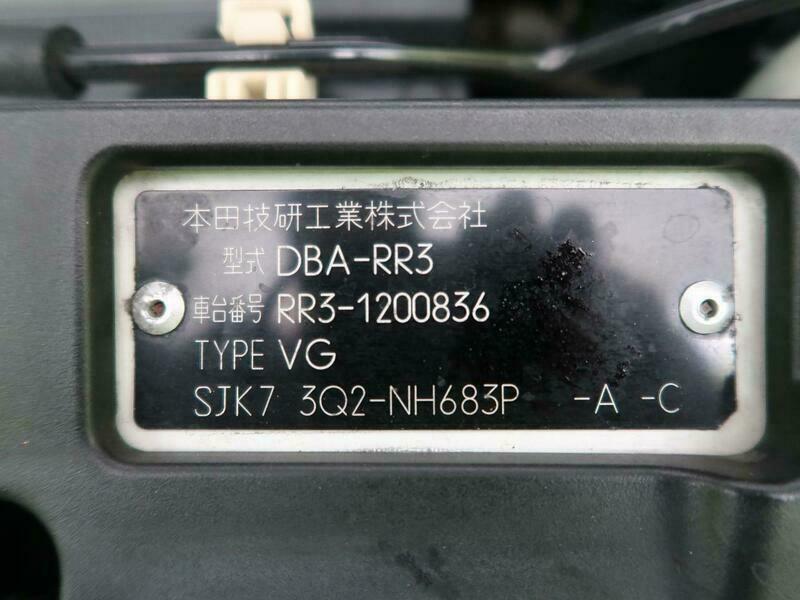 本田技研工業株式会社
型式 DBA-RR3
車台番号 RR3-1200836
TYPE VG
SJK7 3Q2-NH683P -A -C